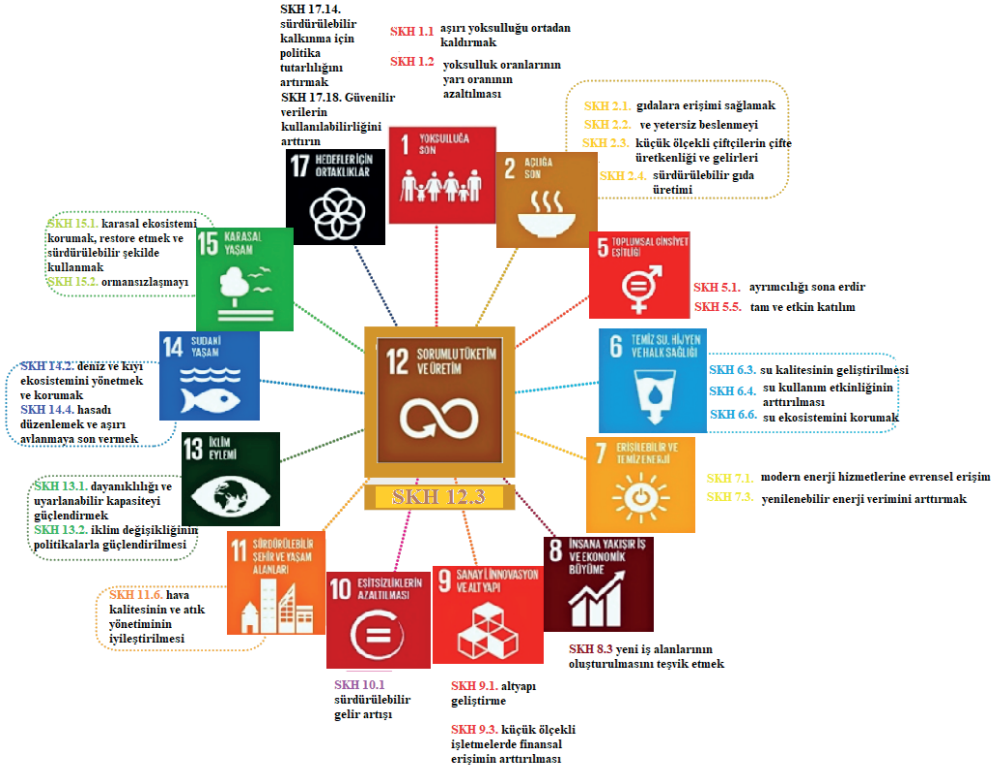 SKH 17.14.
sürdürülebilir
kalkınma için
politika
tutarlılığını
artırmak
SKH 17.18. Güvenilir
verilerin
kullanılabilirliğini
arttırın
SKH 1.1 aşırı yoksulluğu ortadan
kaldırmak
SKH 1.2 yoksulluk oranlarının
yarı oranının
azaltılması
SKH 2.1. gıdalara erişimi sağlamak
SKH 2.2. ve yetersiz beslenmeyi
SKH 2.3. küçük ölçekli çiftçilerin çifte
üretkenliği ve gelirleri
SKH 2.4. sürdürülebilir gıda
üretimi
17 HEDEFLER İÇİN
ORTAKLIKLAR
1 YOKSULLUĞA
SON
2 AÇLIĞA
SON
SKH 15.1. karasal ekosistemi
korumak, restore etmek ve
sürdürülebilir şekilde
kullanmak
SKH 15.2. ormansızlaşmayı
15 KARASAL
YAŞAM
5 TOPLUMSAL CİNSİYET
EŞİTLİĞİ
SKH 5.1. ayrımcılığı sona erdir
SKH 5.5. tam ve etkin katılım
14 SUDAKİ
YAŞAM
SKH 14.2. deniz ve kıyı
ekosistemini yönetmek
ve korumak
SKH 14.4. hasadı
düzenlemek ve aşırı
avlanmaya son vermek
12 SORUMLU TÜKETİM
VE ÜRETİM
SKH 12.3
6 TEMİZ SU, HİJYEN
VE HALK SAĞLIĞI
SKH 6.3. su kalitesinin geliştirilmesi
SKH 6.4. su kullanım etkinliğinin
arttırılması
SKH 6.6. su ekosistemini korumak
13 İKLİM
EYLEMİ
SKH 13.1. dayanıklılığı ve
uyarlanabilir kapasiteyi
güçlendirmek
SKH 13.2. iklim değişikliğinin
politikalarla güçlendirilmesi
7 ERİŞİLEBİLİR VE
TEMİZ ENERJİ
SKH 7.1. modern enerji hizmetlerine evrensel erişim
SKH 7.3. yenilenebilir enerji verimini arttırmak
11 SÜRDÜRÜLEBİLİR
ŞEHİR VE YAŞAM
ALANLARI
SKH 11.6. hava
kalitesinin ve atık
yönetiminin
iyileştirilmesi
10 EŞİTSİZLİKLERİN
AZALTILMASI
SKH 10.1
sürdürülebilir
gelir artışı
9 SANAYİ, İNNOVASYON
VE ALT YAPI
SKH 9.1. altyapı
geliştirme
SKH 9.3. küçük ölçekli
işletmelerde finansal
erişimin arttırılması
8 İNSANA YAKIŞIR İŞ
VE EKONOMİK
BÜYÜME
SKH 8.3 yeni iş alanlarının
oluşturulmasını teşvik etmek